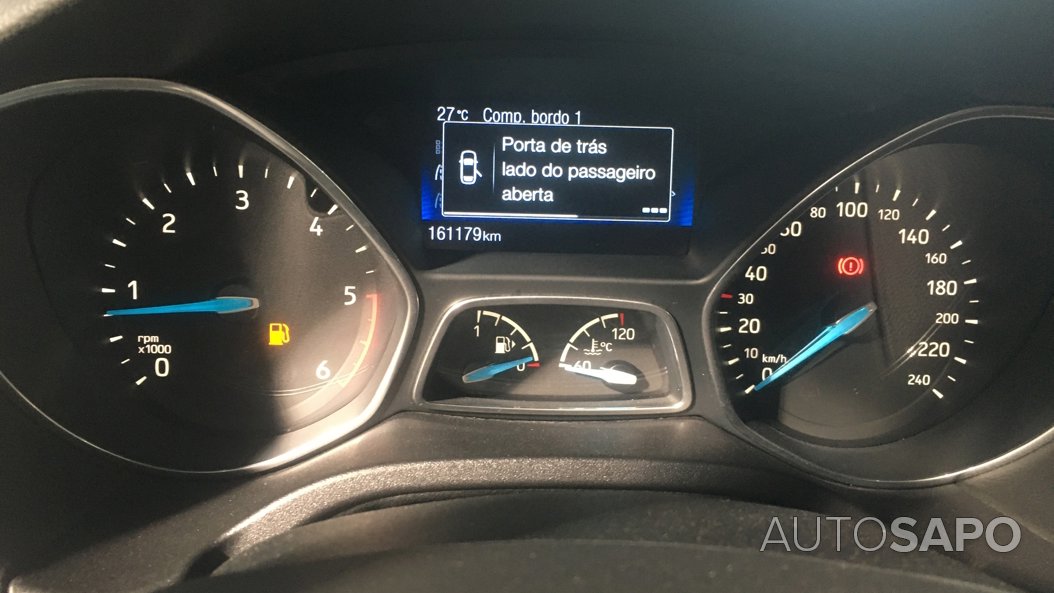 27°C Comp. bordo 1
Porta de trás
lado do passageiro
aberta
161179km
0
1
2
3
4
5
6
rpm
x1000
1
0
60
120
°C
0
10
20
30
40
80
100
120
140
160
180
200
220
240
km/h
AUTOSAPO